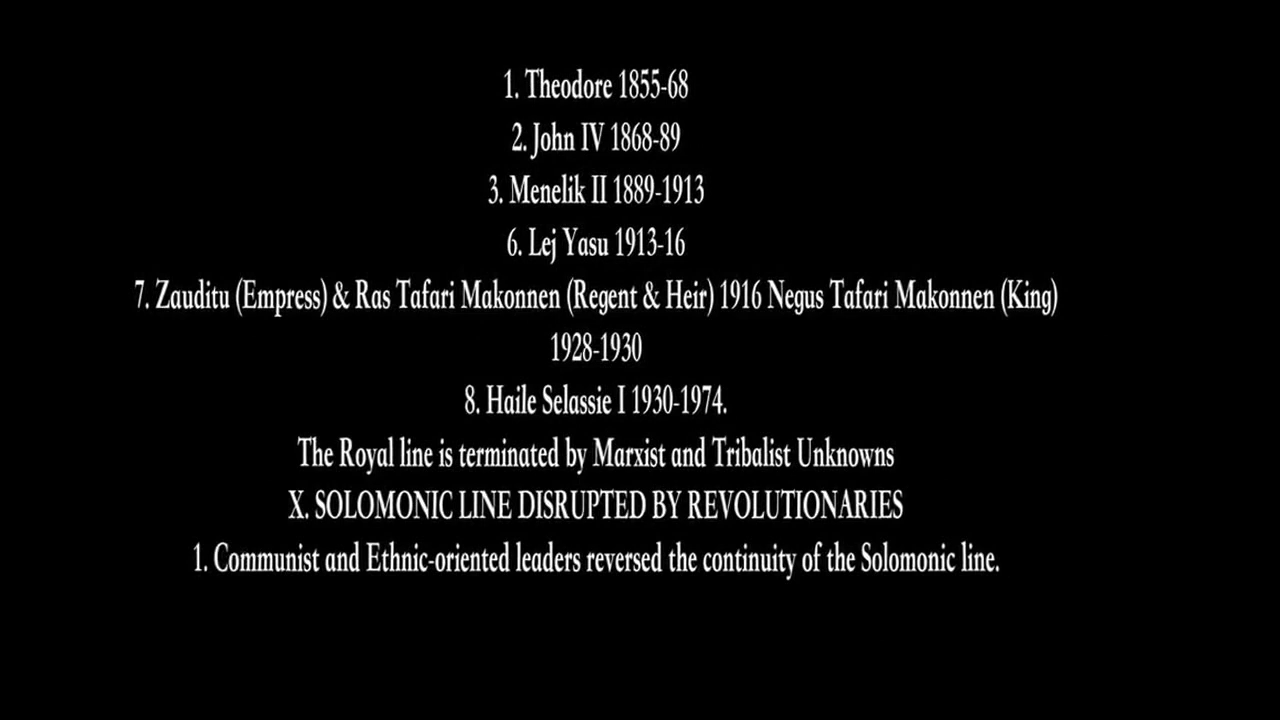 1. Theodore 1855-68
2. John IV 1868-89
3. Menelik II 1889-1913
6. Lej Yasu 1913-16
7. Zauditu (Empress) & Ras Tafari Makonnen (Regent & Heir) 1916 Negus Tafari Makonnen (King)
1928-1930
8. Haile Selassie I 1930-1974.
The Royal line is terminated by Marxist and Tribalist Unknowns
X. SOLOMONIC LINE DISRUPTED BY REVOLUTIONARIES
1. Communist and Ethnic-oriented leaders reversed the continuity of the Solomonic line.